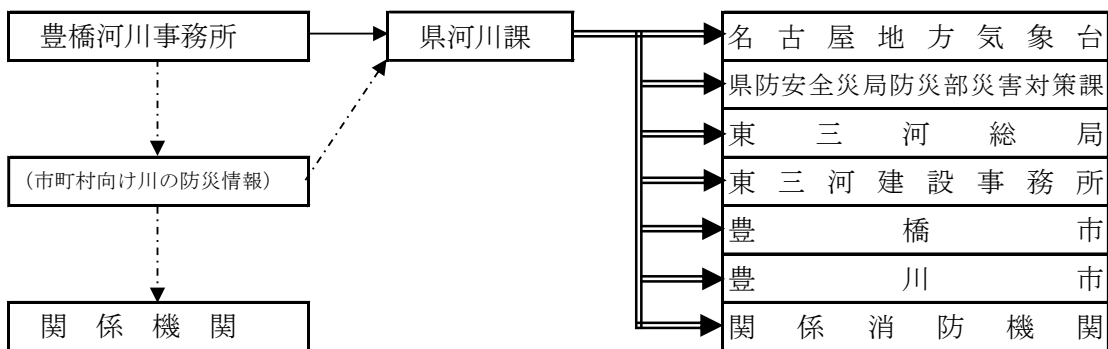 豊橋河川事務所
県河川課
名古屋地方気象台
県防安全災局防災部災害対策課
東三河総局
(市町村向け川の防災情報)
東三河建設事務所
豊橋市
豊川市
関係機関
関係消防機関